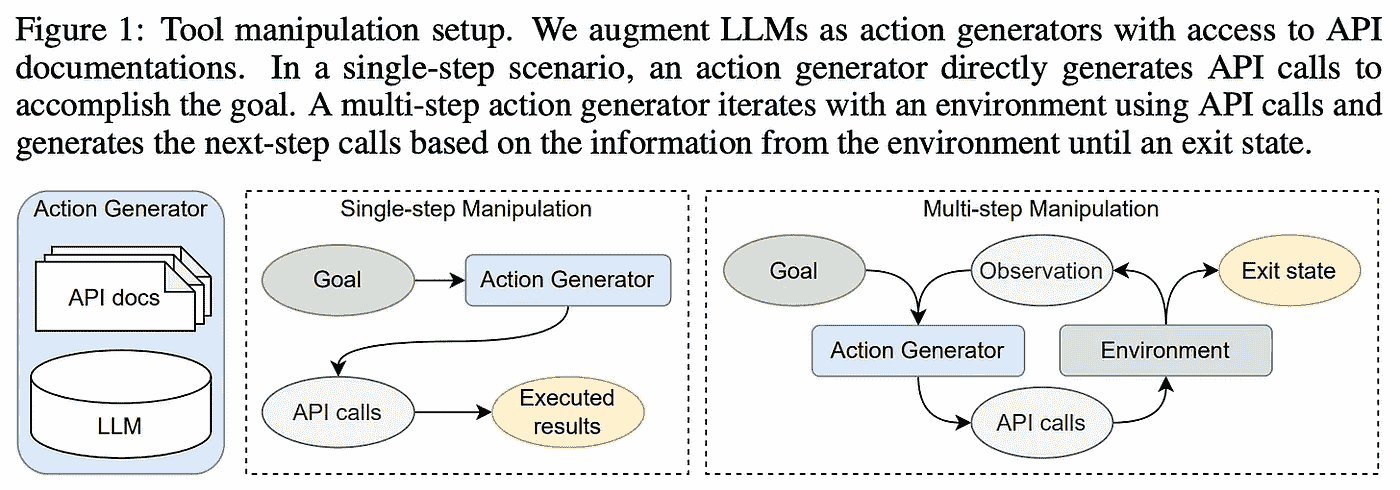 Figure 1: Tool manipulation setup. We augment LLMs as action generators with access to API
documentations. In a single-step scenario, an action generator directly generates API calls to
accomplish the goal. A multi-step action generator iterates with an environment using API calls and
generates the next-step calls based on the information from the environment until an exit state.
Action Generator
API docs
LLM
Single-step Manipulation
Goal
Action Generator
API calls
Executed
results
Multi-step Manipulation
Goal
Observation
Exit state
Action Generator
Environment
API calls